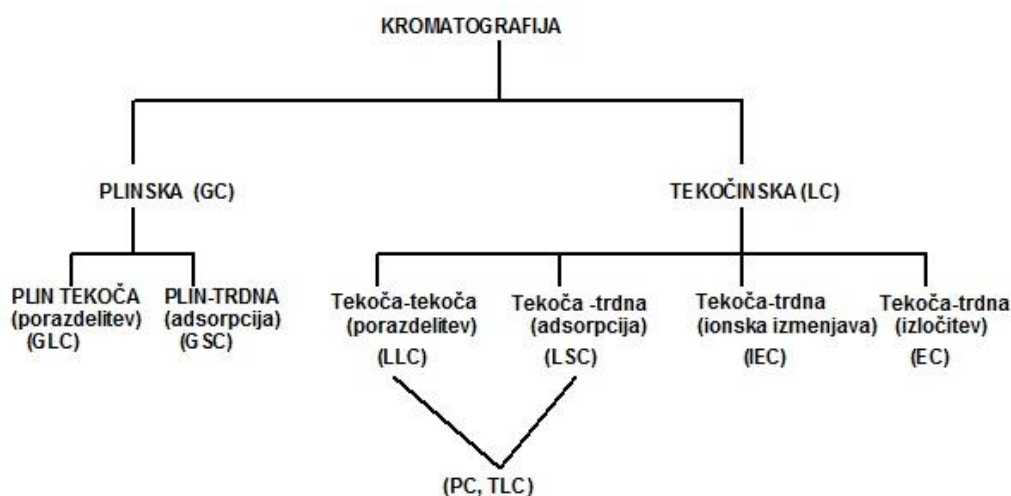 KROMATOGRAFIJA
PLINSKA (GC)
TEKOČINSKA (LC)
PLIN TEKOČA
(porazdelitev)
(GLC)
PLIN-TRDNA
(adsorpcija)
(GSC)
Tekoča-tekoča
(porazdelitev)
(LLC)
Tekoča -trdna
(adsorpcija)
(LSC)
Tekoča-trdna
(ionska izmenjava)
(IEC)
Tekoča-trdna
(izločitev)
(EC)
(PC, TLC)